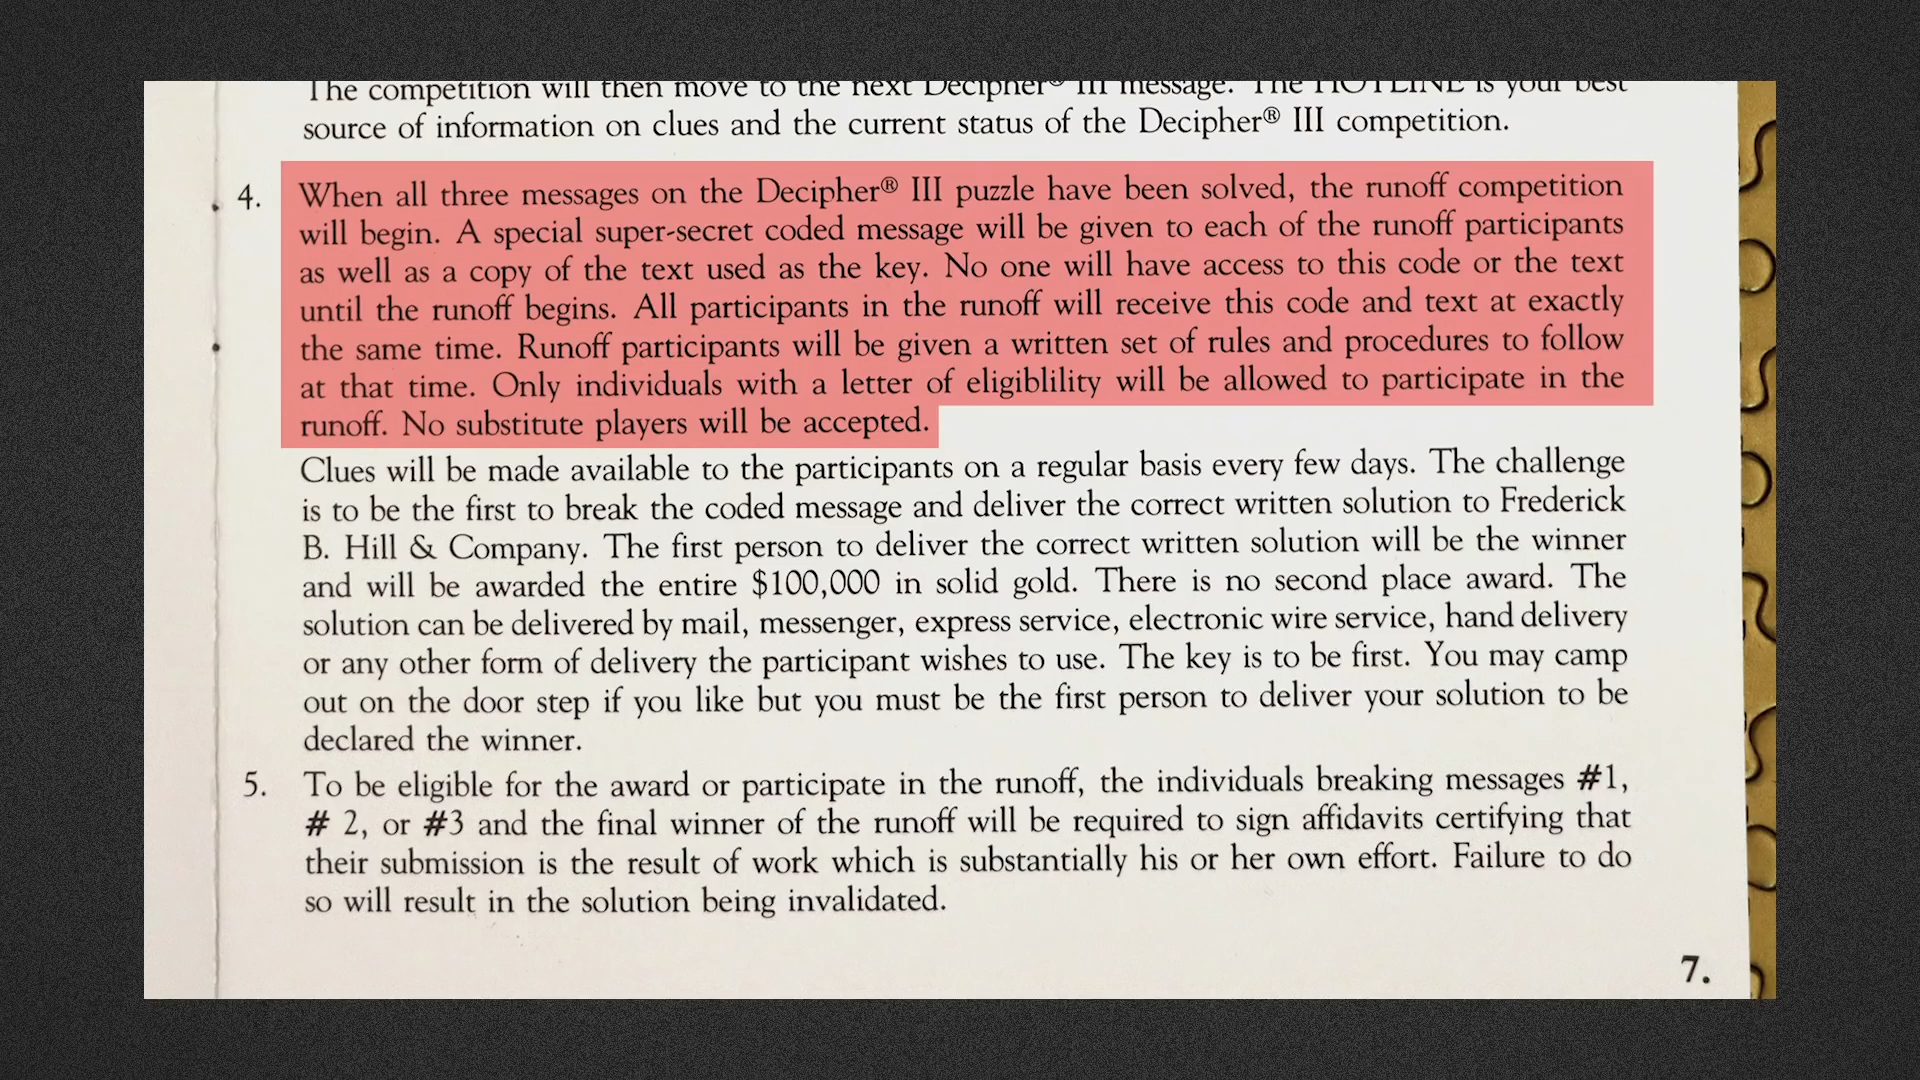 The competition will then move to the next Decipher® III message. The HOTLINE is your best
source of information on clues and the current status of the Decipher® III competition.
4. When all three messages on the Decipher® III puzzle have been solved, the runoff competition
will begin. A special super-secret coded message will be given to each of the runoff participants
as well as a copy of the text used as the key. No one will have access to this code or the text
until the runoff begins. All participants in the runoff will receive this code and text at exactly
the same time. Runoff participants will be given a written set of rules and procedures to follow
at that time. Only individuals with a letter of eligiblility will be allowed to participate in the
runoff. No substitute players will be accepted.
Clues will be made available to the participants on a regular basis every few days. The challenge
is to be the first to break the coded message and deliver the correct written solution to Frederick
B. Hill & Company. The first person to deliver the correct written solution will be the winner
and will be awarded the entire $100,000 in solid gold. There is no second place award. The
solution can be delivered by mail, messenger, express service, electronic wire service, hand delivery
or any other form of delivery the participant wishes to use. The key is to be first. You may camp
out on the door step if you like but you must be the first person to deliver your solution to be
declared the winner.
5. To be eligible for the award or participate in the runoff, the individuals breaking messages #1,
# 2, or #3 and the final winner of the runoff will be required to sign affidavits certifying that
their submission is the result of work which is substantially his or her own effort. Failure to do
so will result in the solution being invalidated.
7.